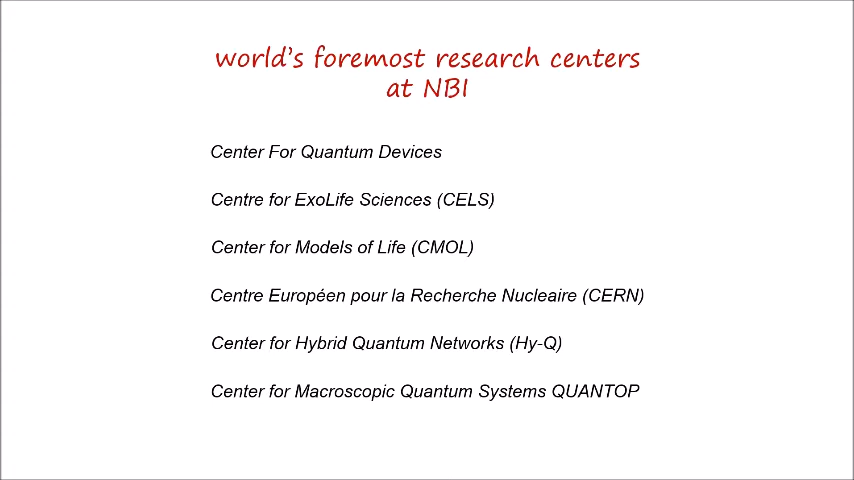 world's foremost research centers
at NBI
Center For Quantum Devices
Centre for ExoLife Sciences (CELS)
Center for Models of Life (CMOL)
Centre Européen pour la Recherche Nucleaire (CERN)
Center for Hybrid Quantum Networks (Hy-Q)
Center for Macroscopic Quantum Systems QUANTOP